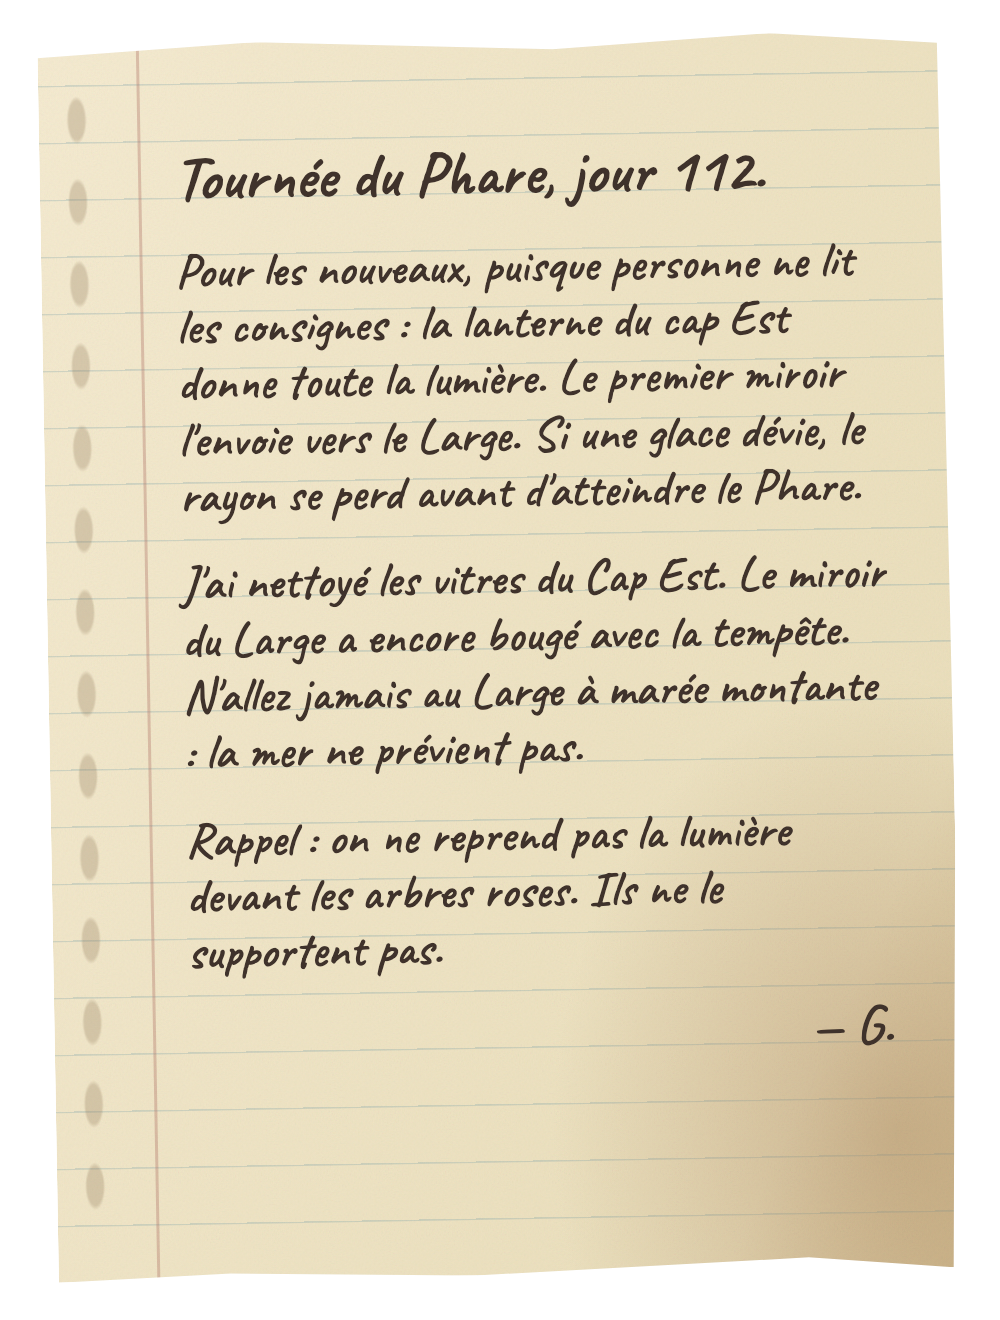 Tournée du Phare, jour 112.
Pour les nouveaux, puisque personne ne lit
les consignes : la lanterne du cap Est
donne toute la lumière. Le premier miroir
l'envoie vers le Large. Si une glace dévie, le
rayon se perd avant d'atteindre le Phare.
J'ai nettoyé les vitres du Cap Est. Le miroir
du Large a encore bougé avec la tempête.
N'allez jamais au Large à marée montante
: la mer ne prévient pas.
Rappel : on ne reprend pas la lumière
devant les arbres roses. Ils ne le
supportent pas.
— G.